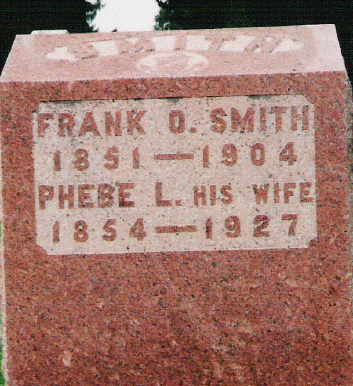 SMITH
FRANK O. SMITH
1851—1904
PHEBE L. HIS WIFE
1854—1927